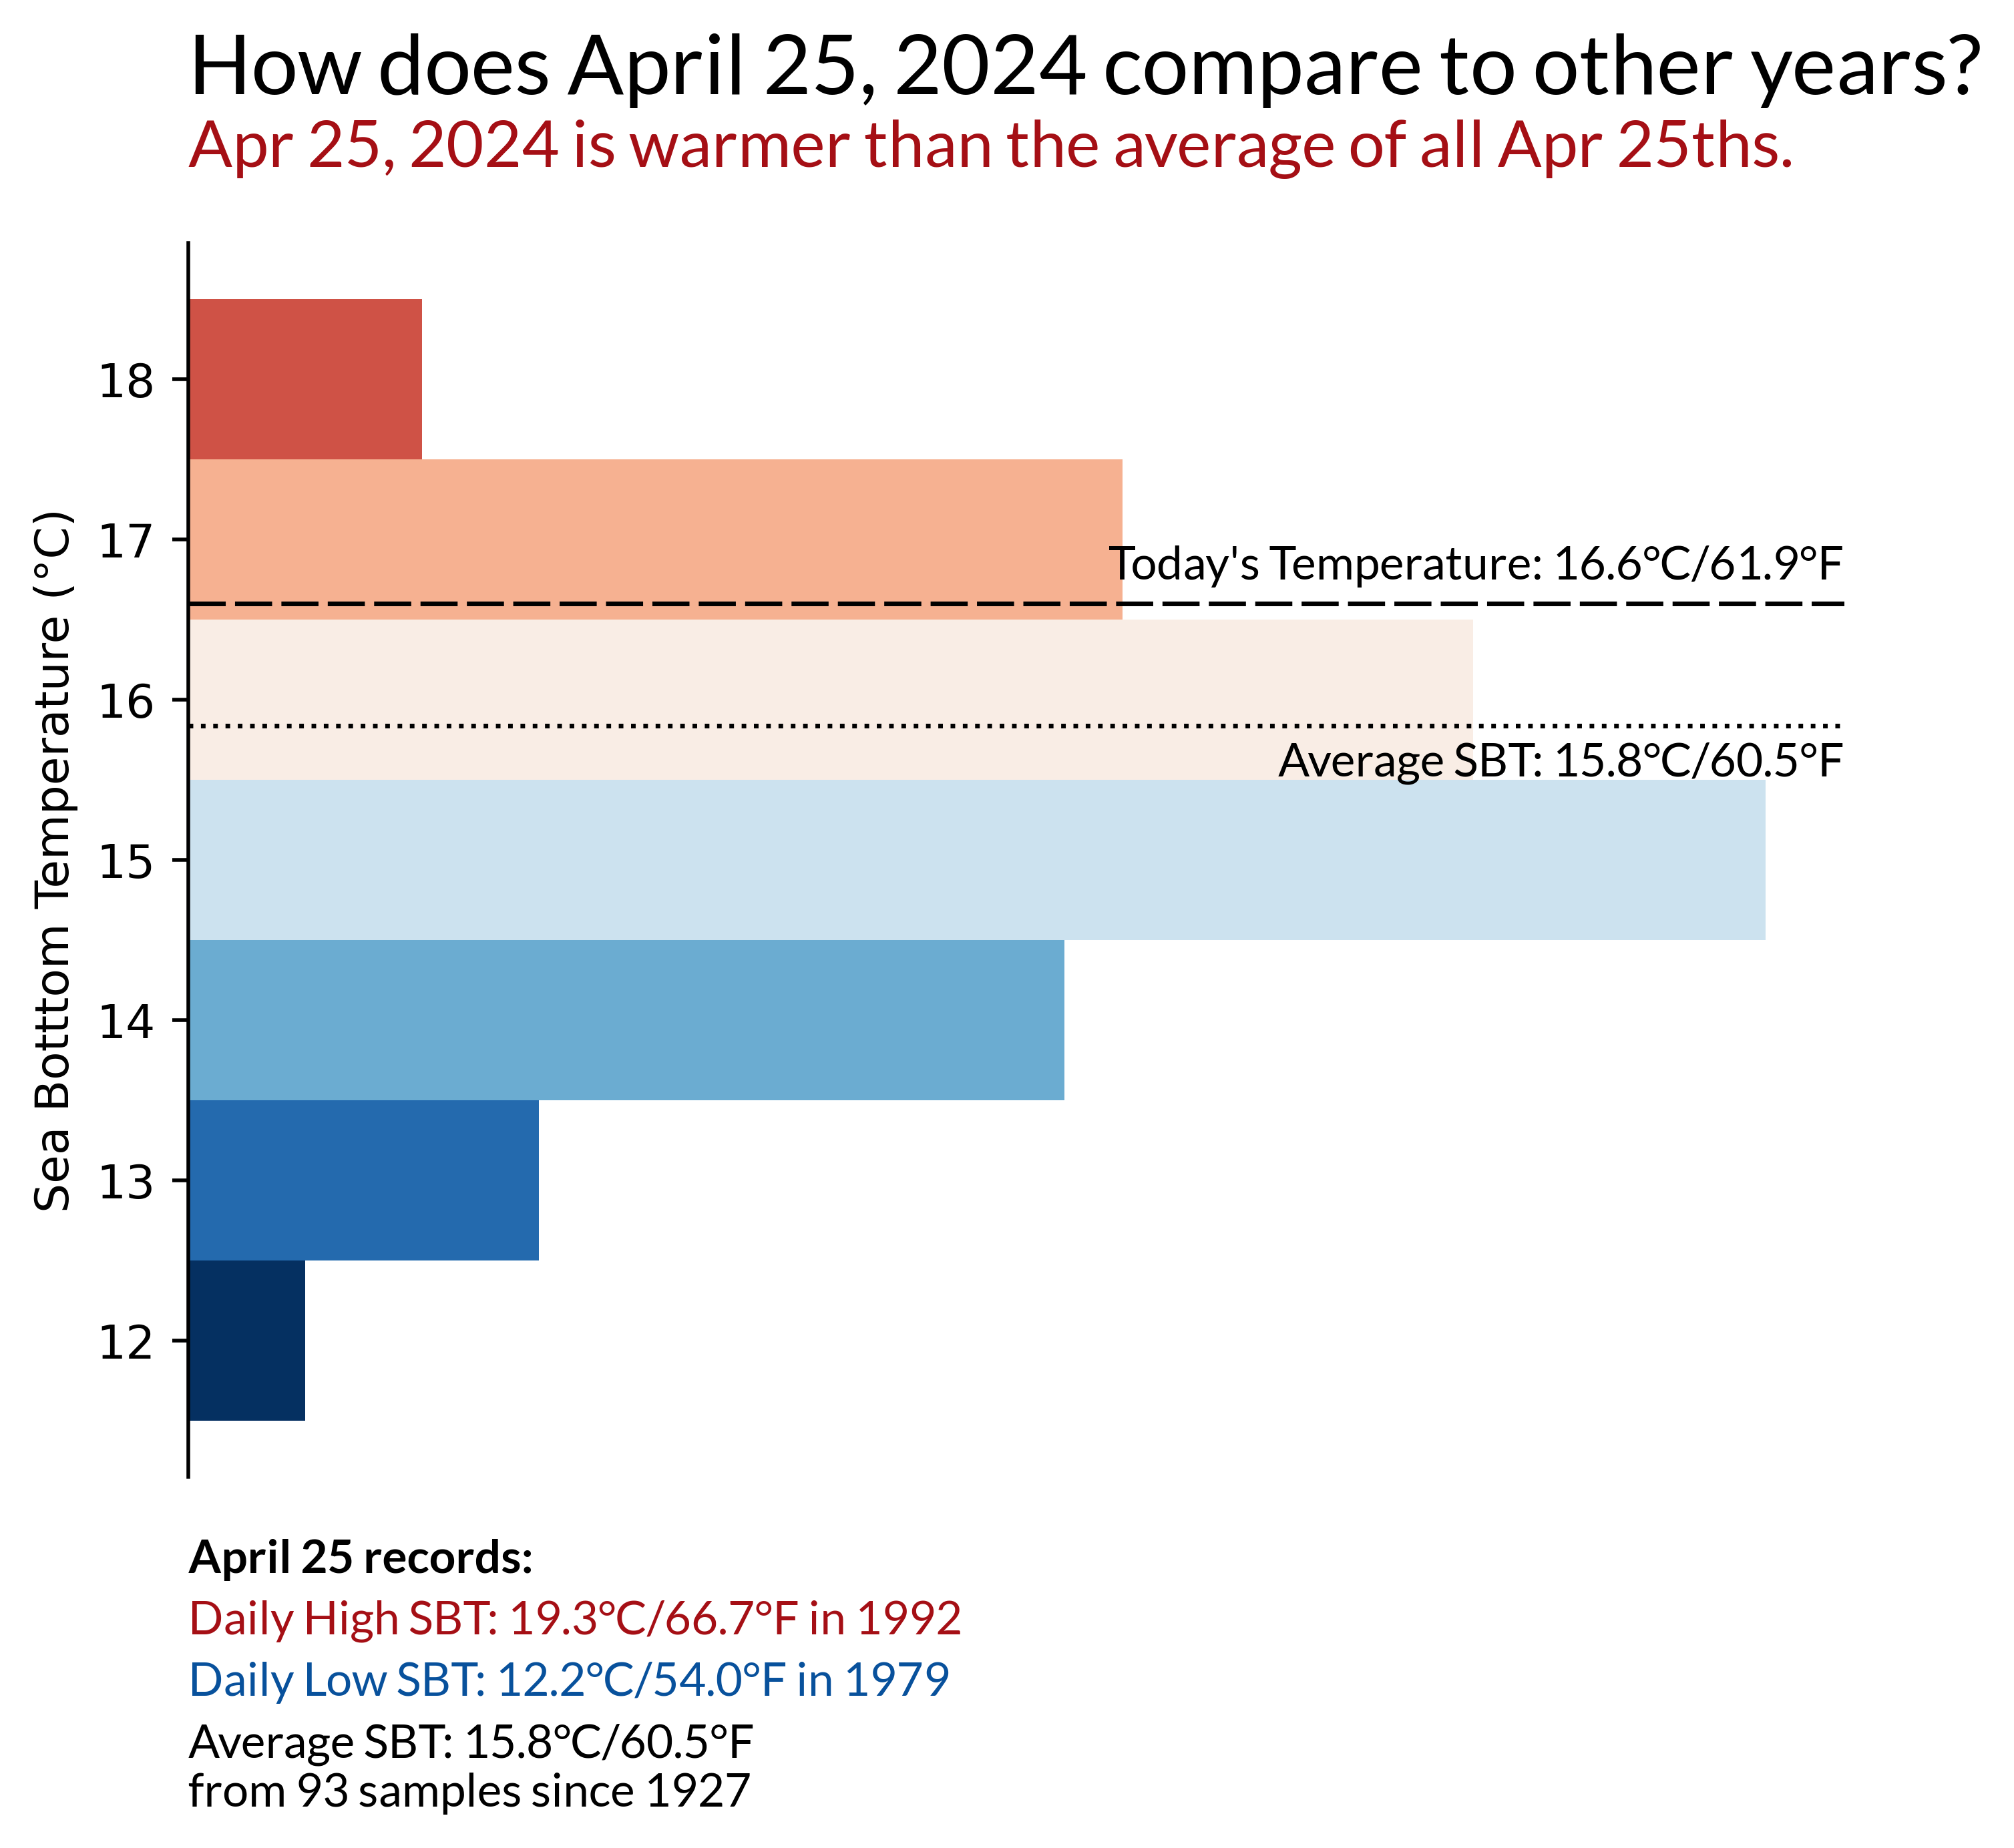 How does April 25, 2024 compare to other years?
Apr 25, 2024 is warmer than the average of all Apr 25ths.
Sea Botttom Temperature (°C)
18
17
Today's Temperature: 16.6°C/61.9°F
16
Average SBT: 15.8°C/60.5°F
15
14
13
12
April 25 records:
Daily High SBT: 19.3°C/66.7°F in 1992
Daily Low SBT: 12.2°C/54.0°F in 1979
Average SBT: 15.8°C/60.5°F
from 93 samples since 1927